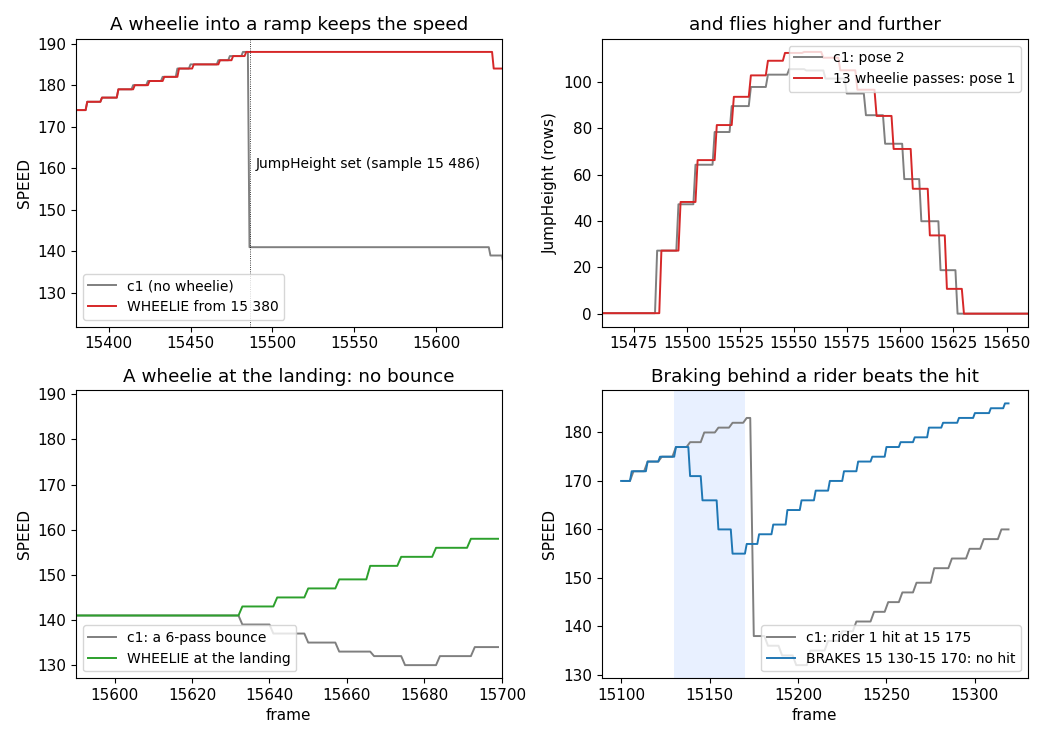 A wheelie into a ramp keeps the speed
SPEED
190
180
170
160
150
140
130
JumpHeight set (sample 15 486)
c1 (no wheelie)
WHEELIE from 15 380
15400
15450
15500
15550
15600
and flies higher and further
JumpHeight (rows)
100
80
60
40
20
0
c1: pose 2
13 wheelie passes: pose 1
15475
15500
15525
15550
15575
15600
15625
15650
A wheelie at the landing: no bounce
SPEED
190
180
170
160
150
140
130
c1: a 6-pass bounce
WHEELIE at the landing
15600
15620
15640
15660
15680
15700
frame
Braking behind a rider beats the hit
SPEED
180
170
160
150
140
130
c1: rider 1 hit at 15 175
BRAKES 15 130-15 170: no hit
15100
15150
15200
15250
15300
frame